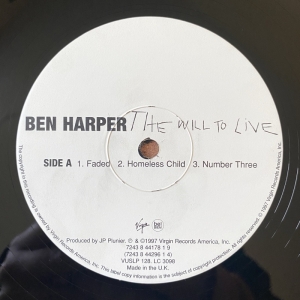 BEN HARPER THE WILL TO LIVE
SIDE A 1. Faded 2. Homeless Child 3. Number Three
Virgin
Produced by JP Plunier. ℗ & ©1997 Virgin Records America, Inc.
7243 8 44178 1 9
(7243 8 44296 1 4)
VUSLP 128. LC 3098
Made in the U.K.